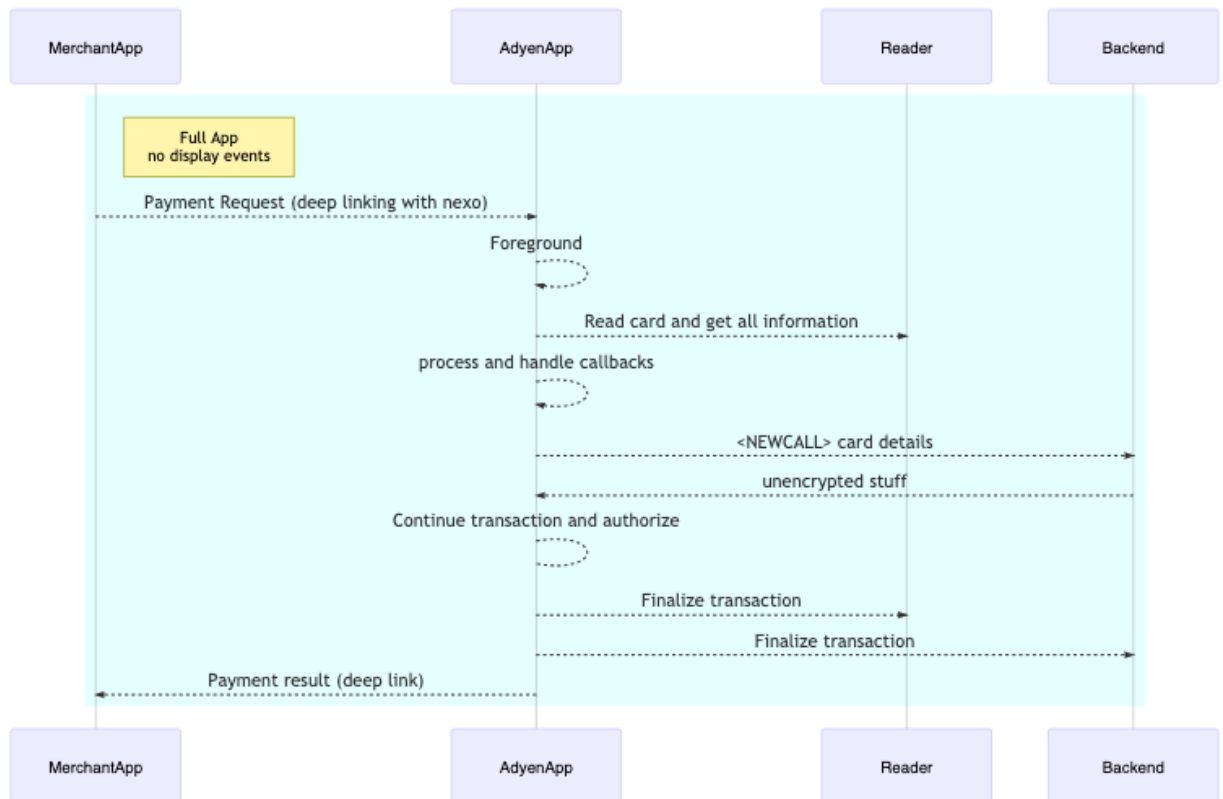 MerchantApp
AdyenApp
Reader
Backend
Full App
no display events
Payment Request (deep linking with nexo)
Foreground
Read card and get all information
process and handle callbacks
<NEWCALL> card details
unencrypted stuff
Continue transaction and authorize
Finalize transaction
Finalize transaction
Payment result (deep link)
MerchantApp
AdyenApp
Reader
Backend